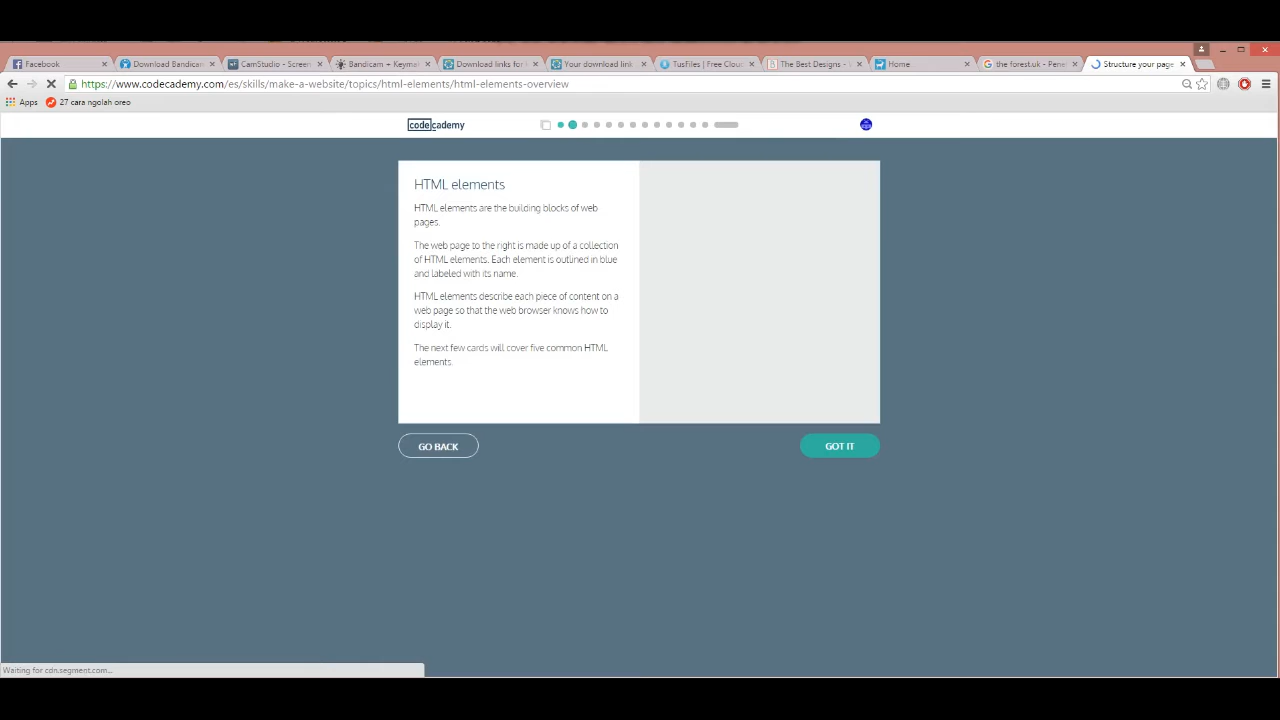 Facebook
Download Bandicam
CamStudio - Screen
Bandicam + Keyma
Download links for
Your download link
TusFiles | Free Clou
The Best Designs -
Home
the forest.uk - Pene
Structure your page
https://www.codecademy.com/es/skills/make-a-website/topics/html-elements/html-elements-overview
Apps
27 cara ngolah oreo
codecademy
HTML elements
HTML elements are the building blocks of web
pages.
The web page to the right is made up of a collection
of HTML elements. Each element is outlined in blue
and labeled with its name.
HTML elements describe each piece of content on a
web page so that the web browser knows how to
display it.
The next few cards will cover five common HTML
elements.
GO BACK
GOT IT
Waiting for cdn.segment.com...